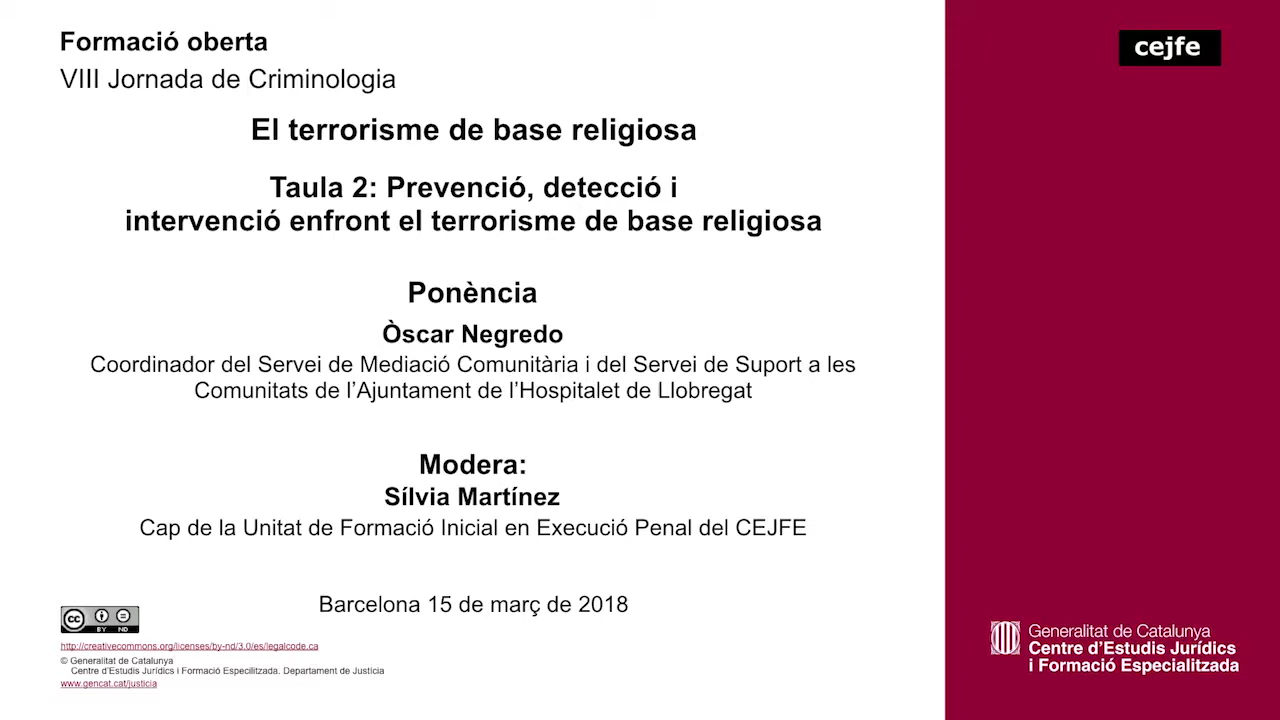 Formació oberta
VIII Jornada de Criminologia
El terrorisme de base religiosa
Taula 2: Prevenció, detecció i
intervenció enfront el terrorisme de base religiosa
Ponència
Òscar Negredo
Coordinador del Servei de Mediació Comunitària i del Servei de Suport a les
Comunitats de l’Ajuntament de l’Hospitalet de Llobregat
Modera:
Sílvia Martínez
Cap de la Unitat de Formació Inicial en Execució Penal del CEJFE
Barcelona 15 de març de 2018
cc BY ND
http://creativecommons.org/licenses/by-nd/3.0/es/legalcode.ca
© Generalitat de Catalunya
Centre d’Estudis Jurídics i Formació Especilitzada. Departament de Justícia
www.gencat.cat/justicia
cejfe
Generalitat de Catalunya
Centre d’Estudis Jurídics
i Formació Especialitzada